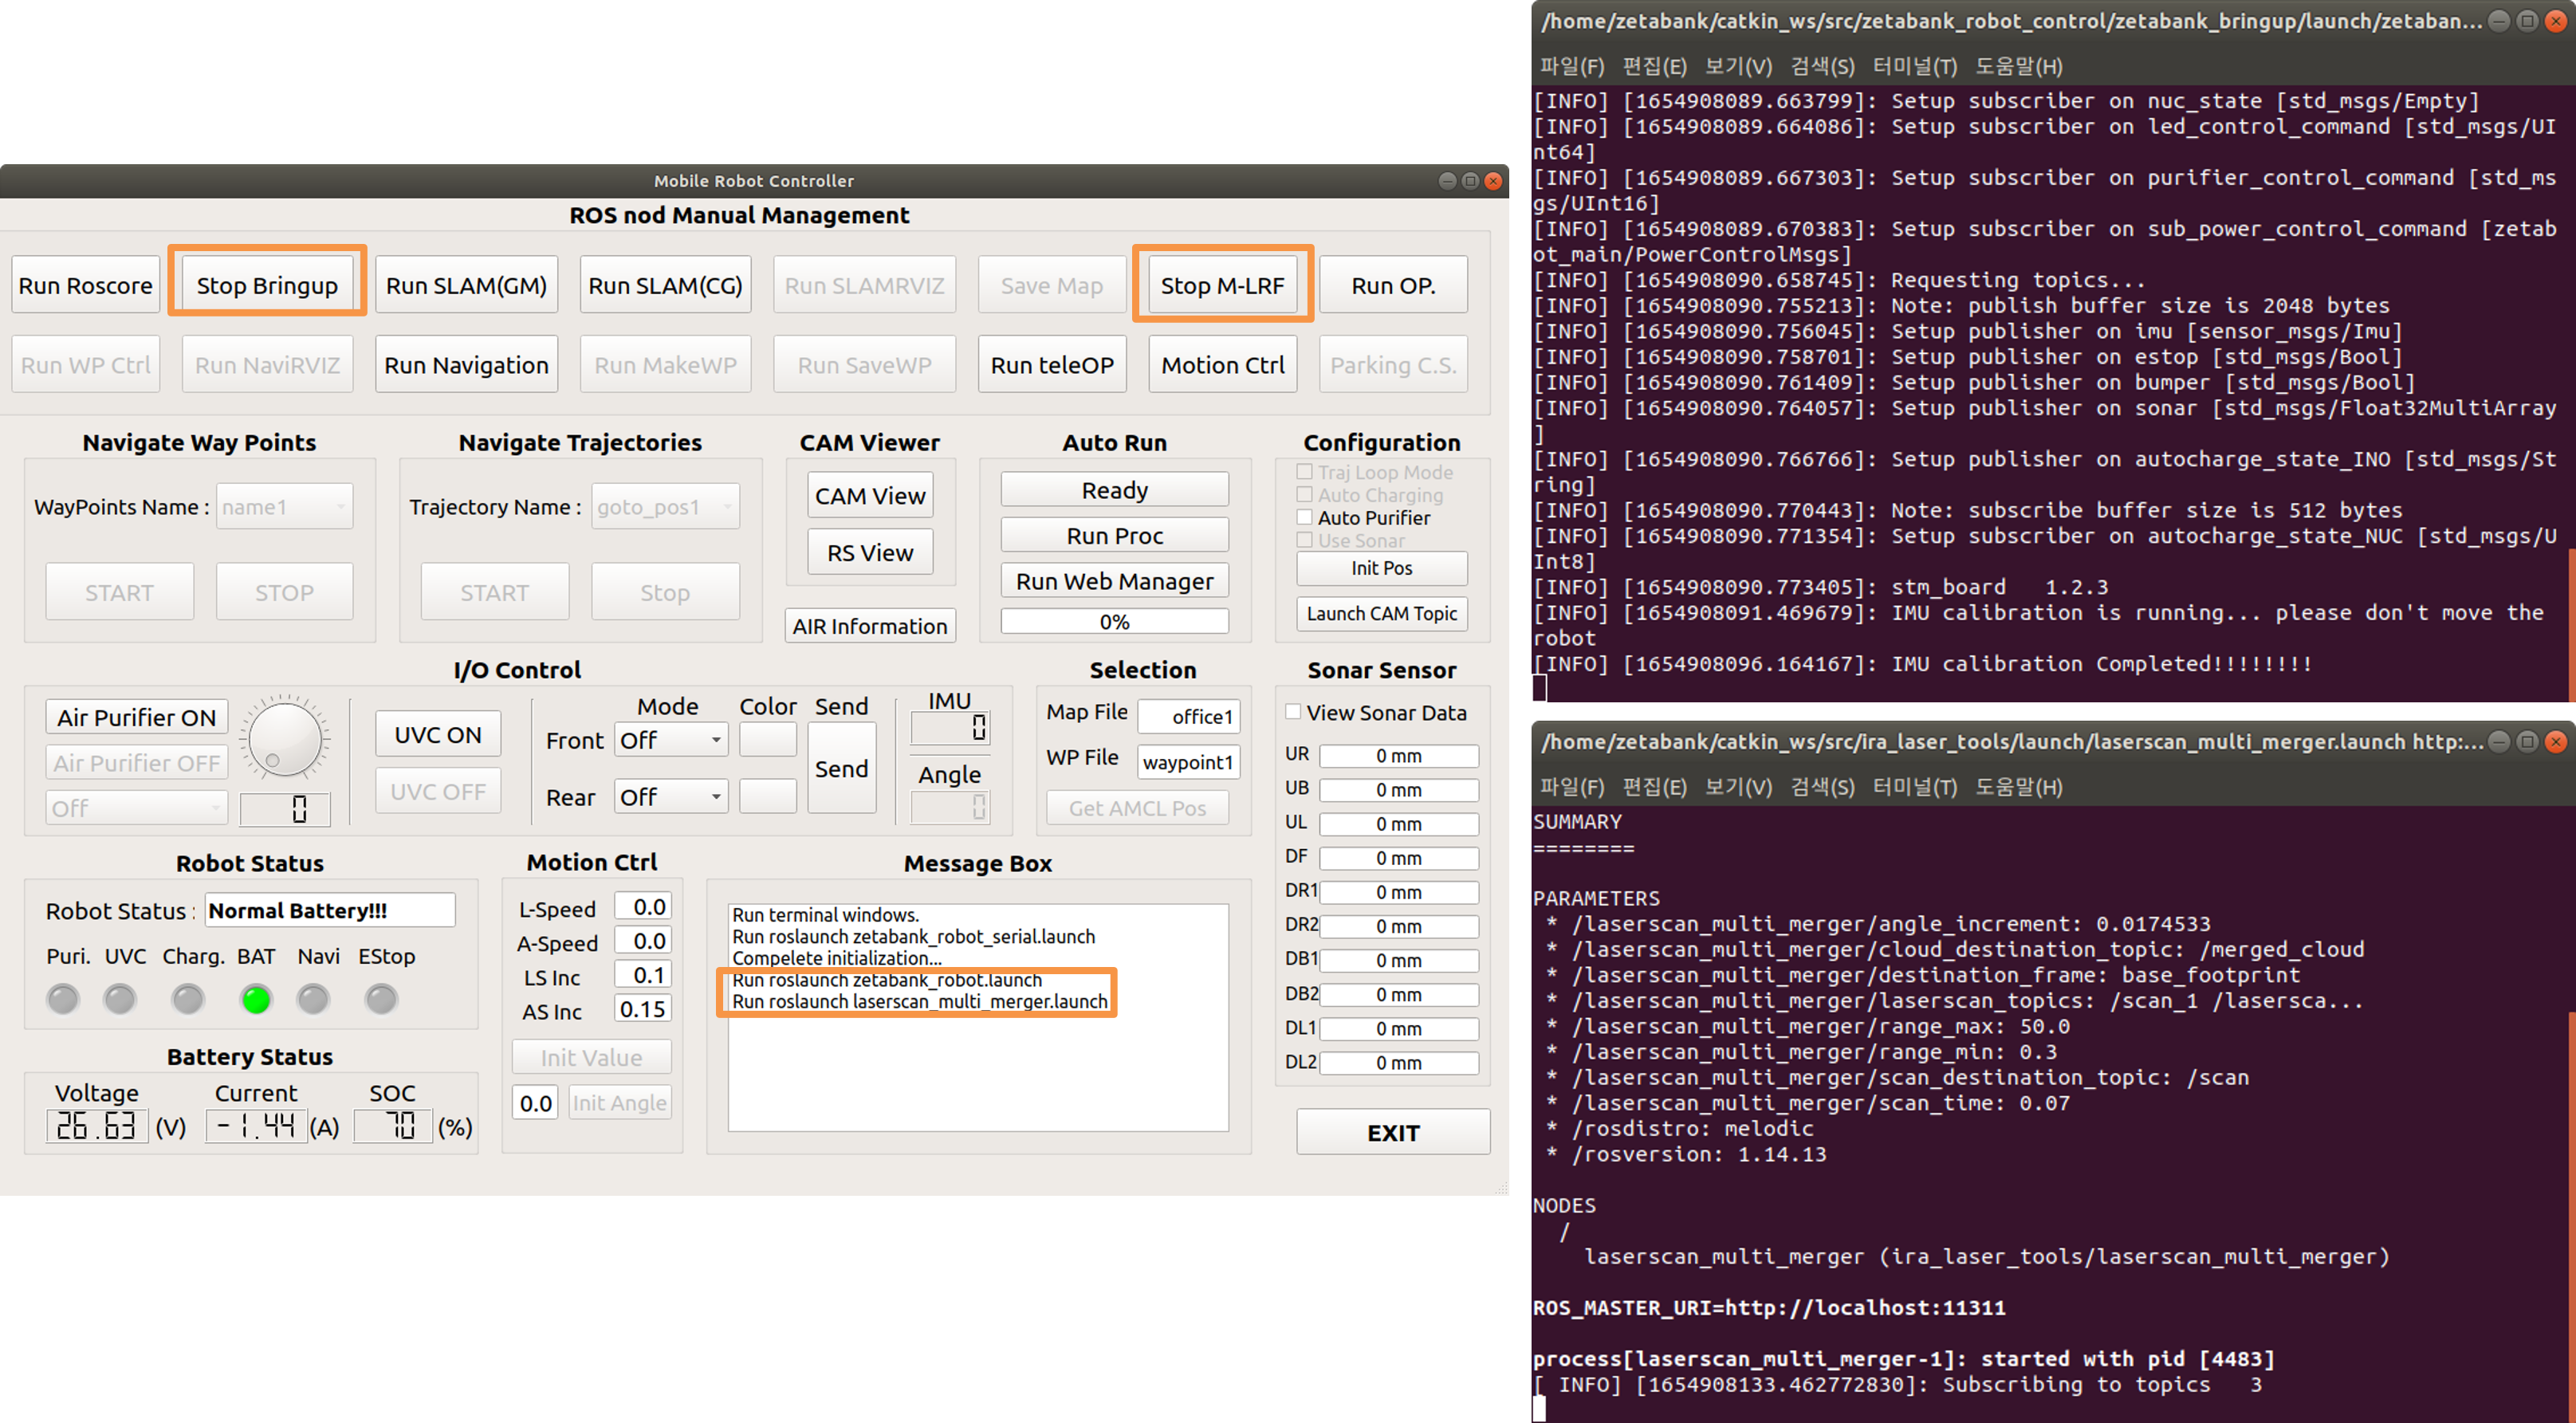 Mobile Robot Controller
ROS nod Manual Management
Run Roscore
Stop Bringup
Run SLAM(GM)
Run SLAM(CG)
Run SLAMRVIZ
Save Map
Stop M-LRF
Run OP.
Run WP Ctrl
Run NaviRVIZ
Run Navigation
Run MakeWP
Run SaveWP
Run teleOP
Motion Ctrl
Parking C.S.
Navigate Way Points
WayPoints Name :
name1
START
STOP
Navigate Trajectories
Trajectory Name :
goto_pos1
START
Stop
CAM Viewer
CAM View
RS View
AIR Information
Auto Run
Ready
Run Proc
Run Web Manager
0%
Configuration
Traj Loop Mode
Auto Charging
Auto Purifier
Use Sonar
Init Pos
Launch CAM Topic
I/O Control
Air Purifier ON
Air Purifier OFF
Off
0
UVC ON
UVC OFF
Mode
Color
Send
Front
Off
Send
Rear
Off
IMU
0
Angle
0
Selection
Map File
office1
WP File
waypoint1
Get AMCL Pos
Sonar Sensor
View Sonar Data
UR 0 mm
UB 0 mm
UL 0 mm
DF 0 mm
DR1 0 mm
DR2 0 mm
DB1 0 mm
DB2 0 mm
DL1 0 mm
DL2 0 mm
EXIT
Robot Status
Robot Status : Normal Battery!!!
Puri. UVC Charg. BAT Navi EStop
Battery Status
Voltage Current SOC
26.63 (V) -1.44 (A) 70 (%)
Motion Ctrl
L-Speed 0.0
A-Speed 0.0
LS Inc 0.1
AS Inc 0.15
Init Value
0.0 Init Angle
Message Box
Run terminal windows.
Run roslaunch zetabank_robot_serial.launch
Compelete initialization...
Run roslaunch zetabank_robot.launch
Run roslaunch laserscan_multi_merger.launch
/home/zetabank/catkin_ws/src/zetabank_robot_control/zetabank_bringup/launch/zetaban...
파일(F) 편집(E) 보기(V) 검색(S) 터미널(T) 도움말(H)
[INFO] [1654908089.663799]: Setup subscriber on nuc_state [std_msgs/Empty]
[INFO] [1654908089.664086]: Setup subscriber on led_control_command [std_msgs/UI
nt64]
[INFO] [1654908089.667303]: Setup subscriber on purifier_control_command [std_ms
gs/UInt16]
[INFO] [1654908089.670383]: Setup subscriber on sub_power_control_command [zetab
ot_main/PowerControlMsgs]
[INFO] [1654908090.658745]: Requesting topics...
[INFO] [1654908090.755213]: Note: publish buffer size is 2048 bytes
[INFO] [1654908090.756045]: Setup publisher on imu [sensor_msgs/Imu]
[INFO] [1654908090.758701]: Setup publisher on estop [std_msgs/Bool]
[INFO] [1654908090.761409]: Setup publisher on bumper [std_msgs/Bool]
[INFO] [1654908090.764057]: Setup publisher on sonar [std_msgs/Float32MultiArray
]
[INFO] [1654908090.766766]: Setup publisher on autocharge_state_INO [std_msgs/St
ring]
[INFO] [1654908090.770443]: Note: subscribe buffer size is 512 bytes
[INFO] [1654908090.771354]: Setup subscriber on autocharge_state_NUC [std_msgs/U
Int8]
[INFO] [1654908090.773405]: stm_board   1.2.3
[INFO] [1654908091.469679]: IMU calibration is running... please don't move the
robot
[INFO] [1654908096.164167]: IMU calibration Completed!!!!!!!!
/home/zetabank/catkin_ws/src/ira_laser_tools/launch/laserscan_multi_merger.launch http:...
파일(F) 편집(E) 보기(V) 검색(S) 터미널(T) 도움말(H)
SUMMARY
========
PARAMETERS
* /laserscan_multi_merger/angle_increment: 0.0174533
* /laserscan_multi_merger/cloud_destination_topic: /merged_cloud
* /laserscan_multi_merger/destination_frame: base_footprint
* /laserscan_multi_merger/laserscan_topics: /scan_1 /lasersca...
* /laserscan_multi_merger/range_max: 50.0
* /laserscan_multi_merger/range_min: 0.3
* /laserscan_multi_merger/scan_destination_topic: /scan
* /laserscan_multi_merger/scan_time: 0.07
* /rosdistro: melodic
* /rosversion: 1.14.13
NODES
/
laserscan_multi_merger (ira_laser_tools/laserscan_multi_merger)
ROS_MASTER_URI=http://localhost:11311
process[laserscan_multi_merger-1]: started with pid [4483]
[ INFO] [1654908133.462772830]: Subscribing to topics   3